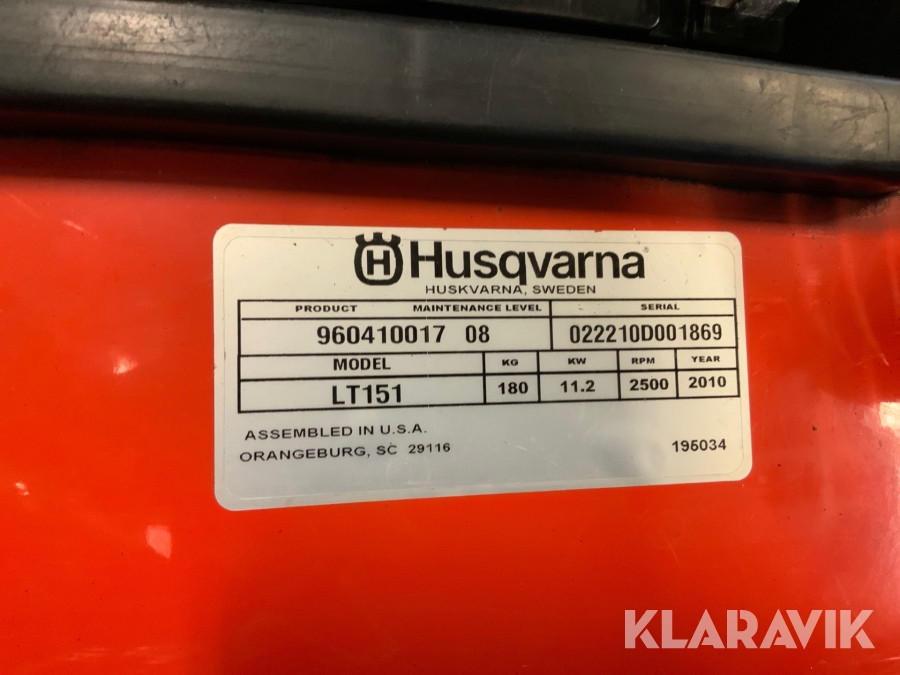 H Husqvarna
HUSKVARNA, SWEDEN
PRODUCT MAINTENANCE LEVEL SERIAL
960410017 08 022210D001869
MODEL KG KW RPM YEAR
LT151 180 11.2 2500 2010
ASSEMBLED IN U.S.A.
ORANGEBURG, SC 29116 195034
KLARAVIK